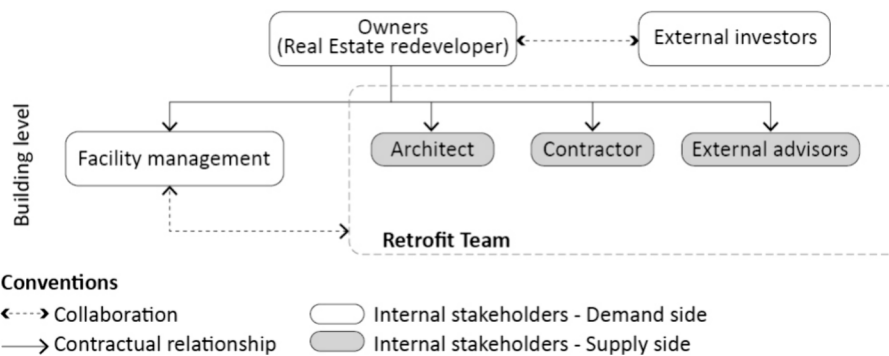 Owners
(Real Estate redeveloper)
External investors
Building level
Facility management
Architect
Contractor
External advisors
Retrofit Team
Conventions
Collaboration
Internal stakeholders - Demand side
Contractual relationship
Internal stakeholders - Supply side